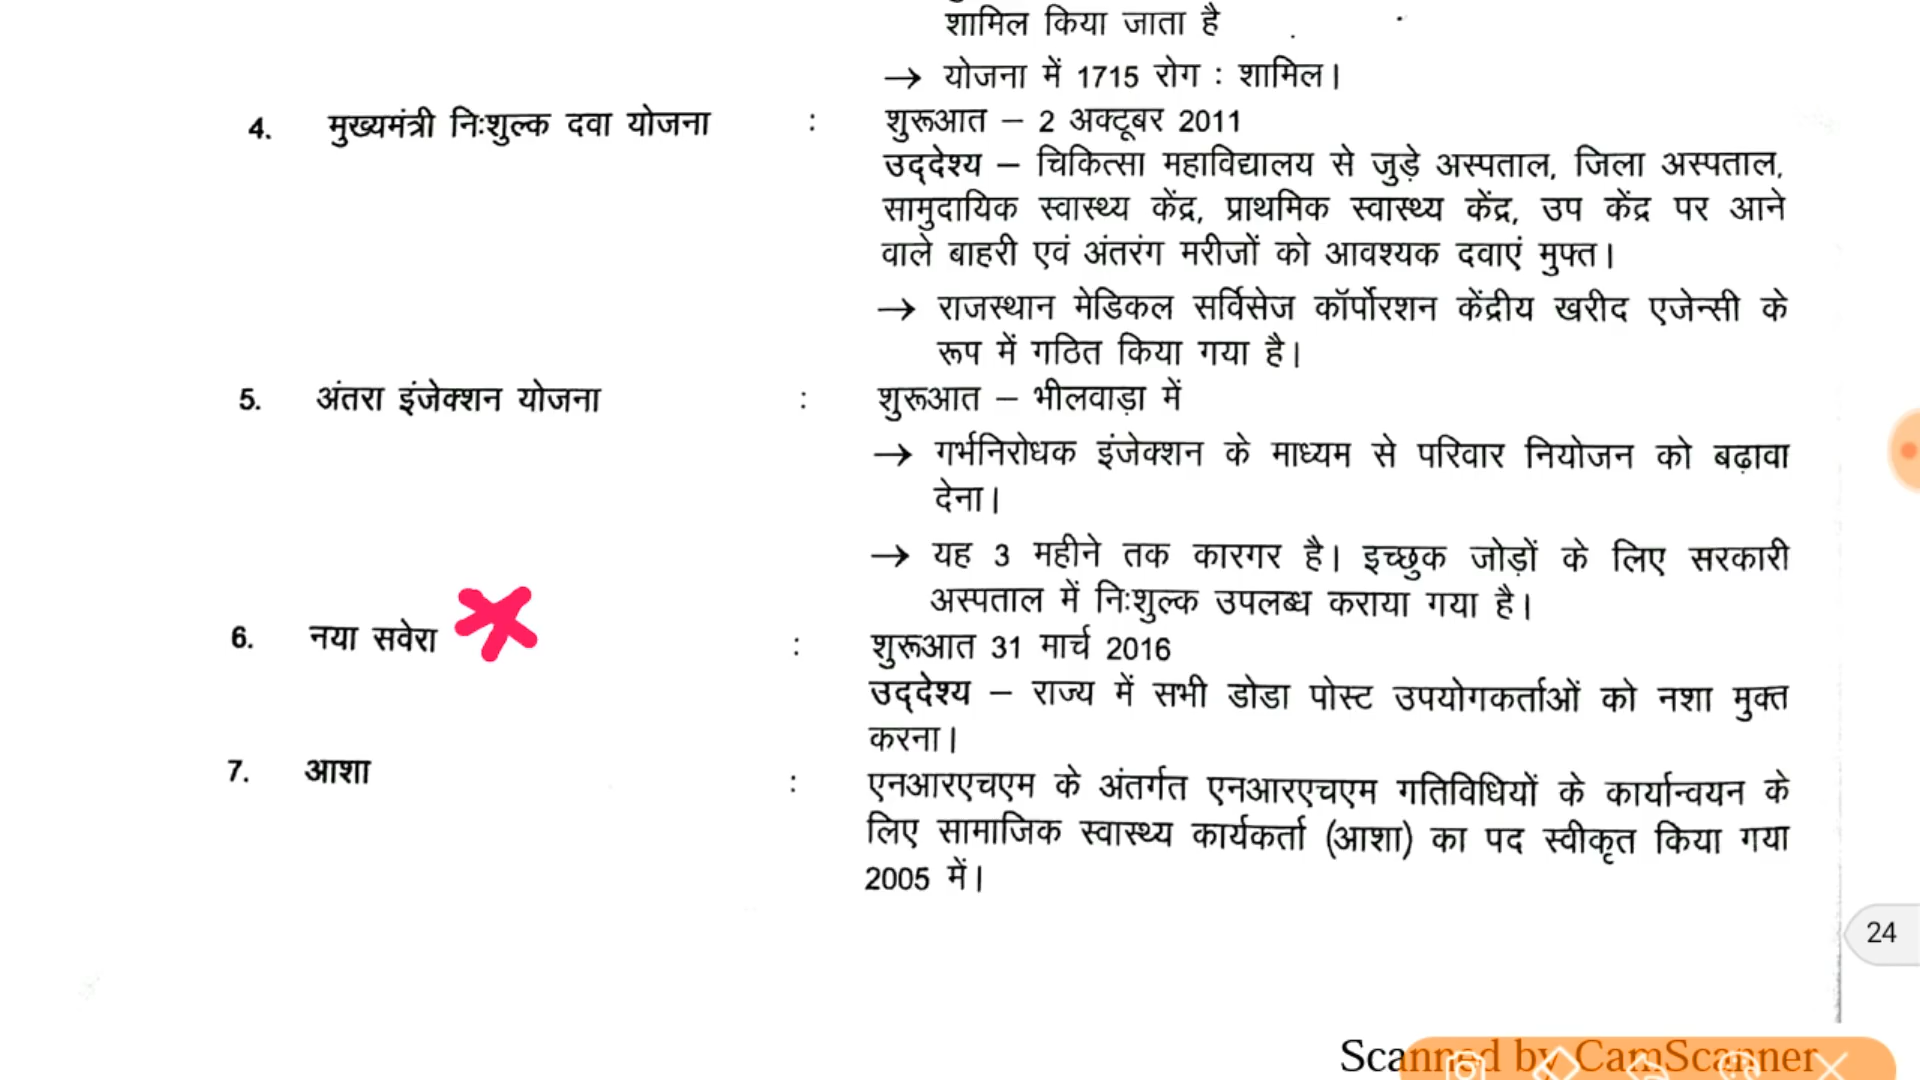 शामिल किया जाता है
→ योजना में 1715 रोग : शामिल।
4. मुख्यमंत्री निःशुल्क दवा योजना : शुरूआत – 2 अक्टूबर 2011
उद्देश्य – चिकित्सा महाविद्यालय से जुड़े अस्पताल, जिला अस्पताल,
सामुदायिक स्वास्थ्य केंद्र, प्राथमिक स्वास्थ्य केंद्र, उप केंद्र पर आने
वाले बाहरी एवं अंतरंग मरीजों को आवश्यक दवाएं मुफ्त।
→ राजस्थान मेडिकल सर्विसेज कॉर्पोरशन केंद्रीय खरीद एजेन्सी के
रूप में गठित किया गया है।
5. अंतरा इंजेक्शन योजना : शुरूआत – भीलवाड़ा में
→ गर्भनिरोधक इंजेक्शन के माध्यम से परिवार नियोजन को बढ़ावा
देना।
→ यह 3 महीने तक कारगर है। इच्छुक जोड़ों के लिए सरकारी
अस्पताल में निःशुल्क उपलब्ध कराया गया है।
6. नया सवेरा : शुरूआत 31 मार्च 2016
उद्देश्य – राज्य में सभी डोडा पोस्ट उपयोगकर्ताओं को नशा मुक्त
करना।
7. आशा : एनआरएचएम के अंतर्गत एनआरएचएम गतिविधियों के कार्यान्वयन के
लिए सामाजिक स्वास्थ्य कार्यकर्ता (आशा) का पद स्वीकृत किया गया
2005 में।
24
Scanned by CamScanner